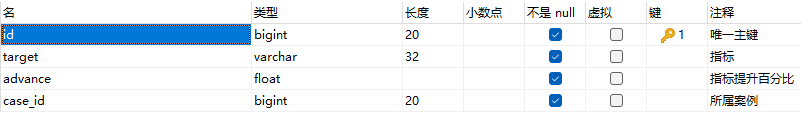 名 类型 长度 小数点 不是 null 虚拟 键 注释
id bigint 20 1 唯一主键
target varchar 32 指标
advance float 指标提升百分比
case_id bigint 20 所属案例